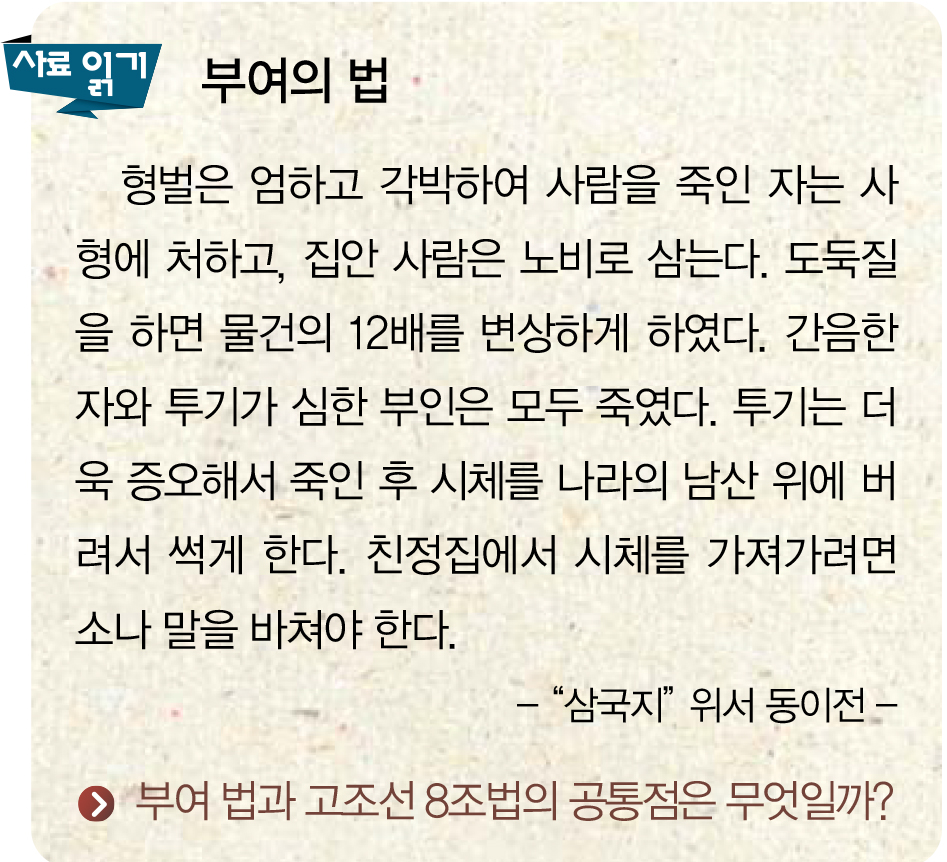 사료 읽기
부여의 법
형벌은 엄하고 각박하여 사람을 죽인 자는 사
형에 처하고, 집안 사람은 노비로 삼는다. 도둑질
을 하면 물건의 12배를 변상하게 하였다. 간음한
자와 투기가 심한 부인은 모두 죽였다. 투기는 더
욱 증오해서 죽인 후 시체를 나라의 남산 위에 버
려서 썩게 한다. 친정집에서 시체를 가져가려면
소나 말을 바쳐야 한다.
– “삼국지” 위서 동이전 –
부여 법과 고조선 8조법의 공통점은 무엇일까?